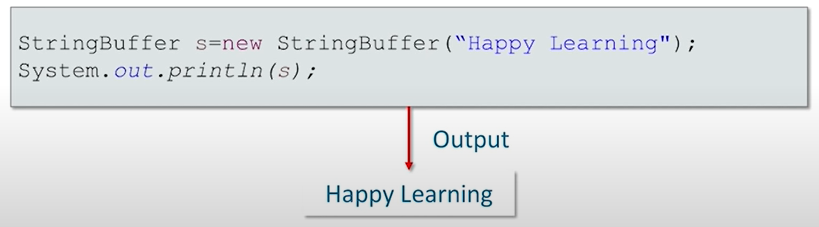 StringBuffer s=new StringBuffer(“Happy Learning");
System.out.println(s);
Output
Happy Learning